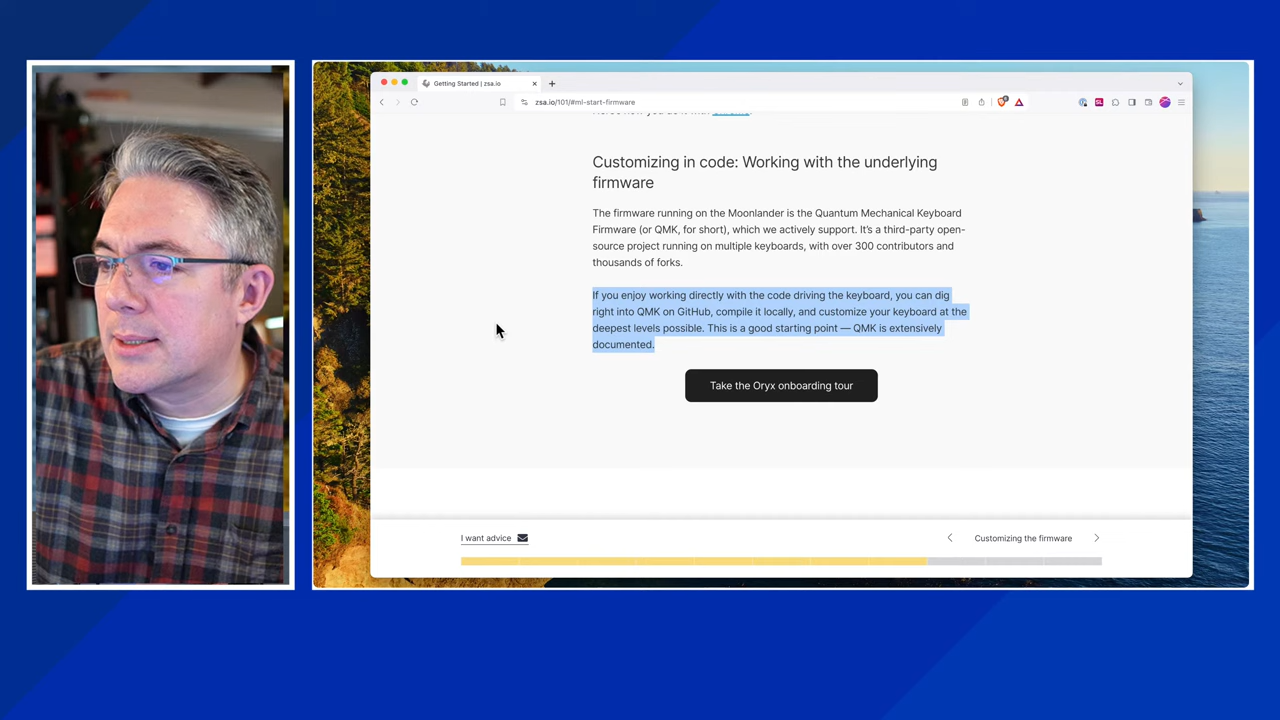 Getting Started | zsa.io
zsa.io/101/#ml-start-firmware
Customizing in code: Working with the underlying
firmware
The firmware running on the Moonlander is the Quantum Mechanical Keyboard
Firmware (or QMK, for short), which we actively support. It's a third-party open-
source project running on multiple keyboards, with over 300 contributors and
thousands of forks.
If you enjoy working directly with the code driving the keyboard, you can dig
right into QMK on GitHub, compile it locally, and customize your keyboard at the
deepest levels possible. This is a good starting point — QMK is extensively
documented.
Take the Oryx onboarding tour
I want advice
Customizing the firmware